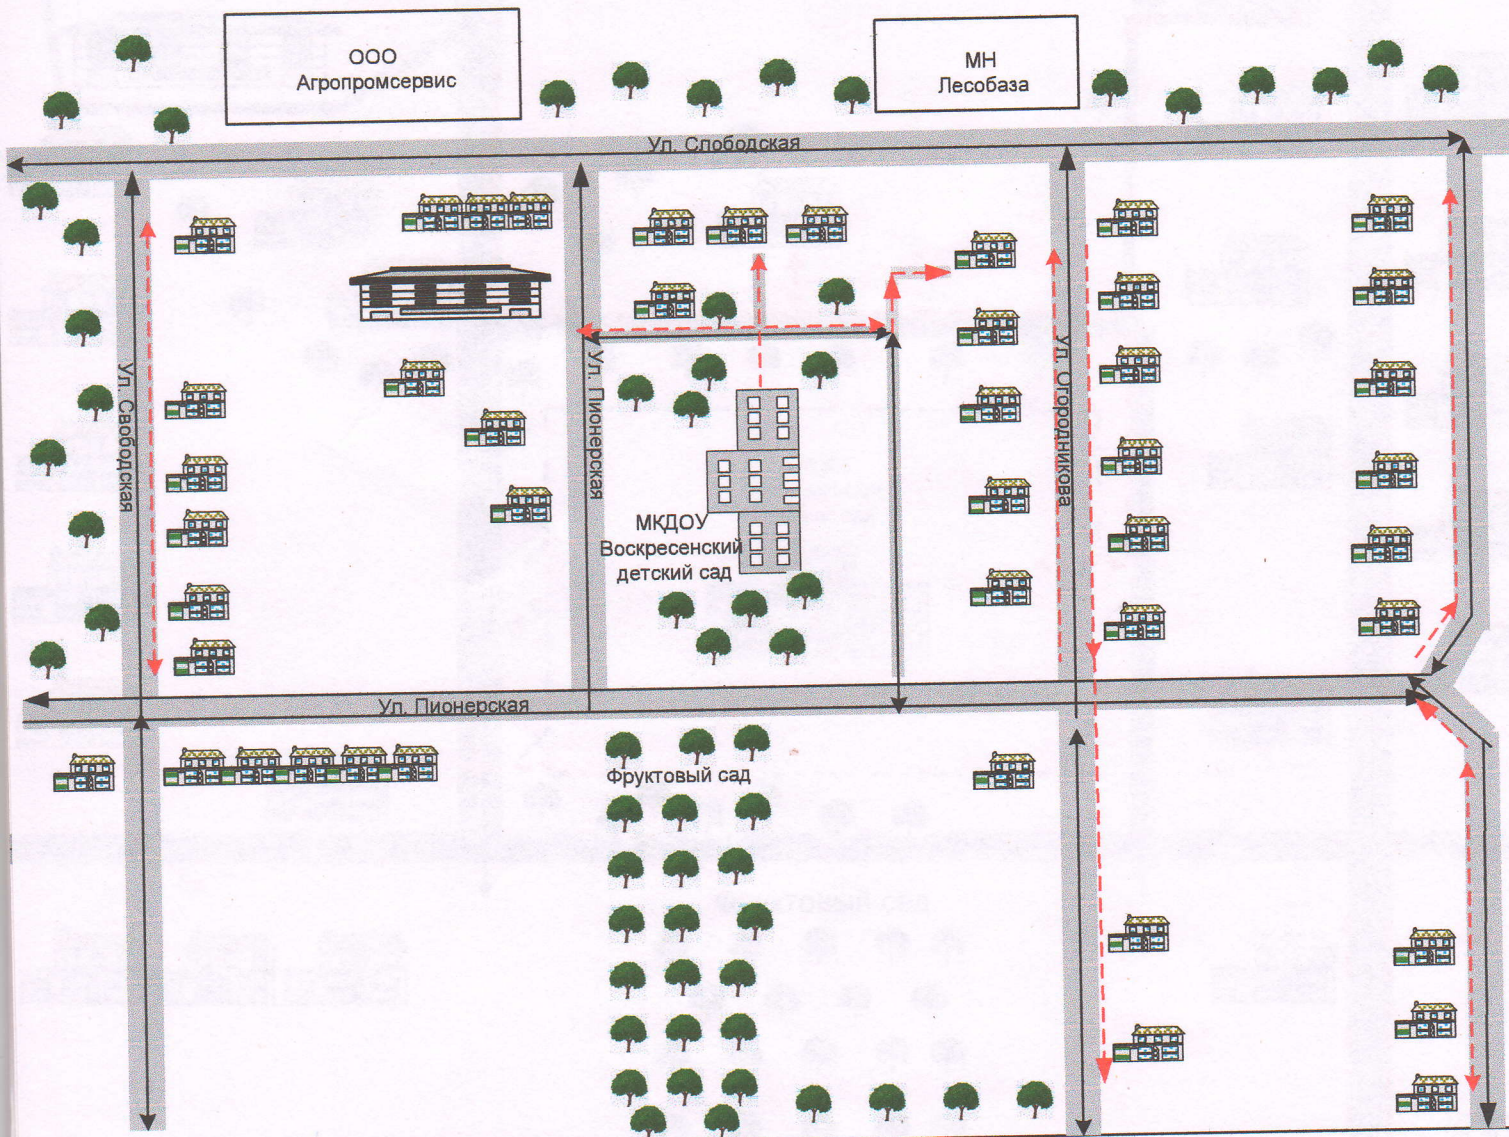 ООО
Агропромсервис
МН
Лесобаза
Ул. Слободская
Ул. Свободская
Ул. Пионерская
Ул. Огородникова
МКДОУ
Воскресенский
детский сад
Ул. Пионерская
Фруктовый сад